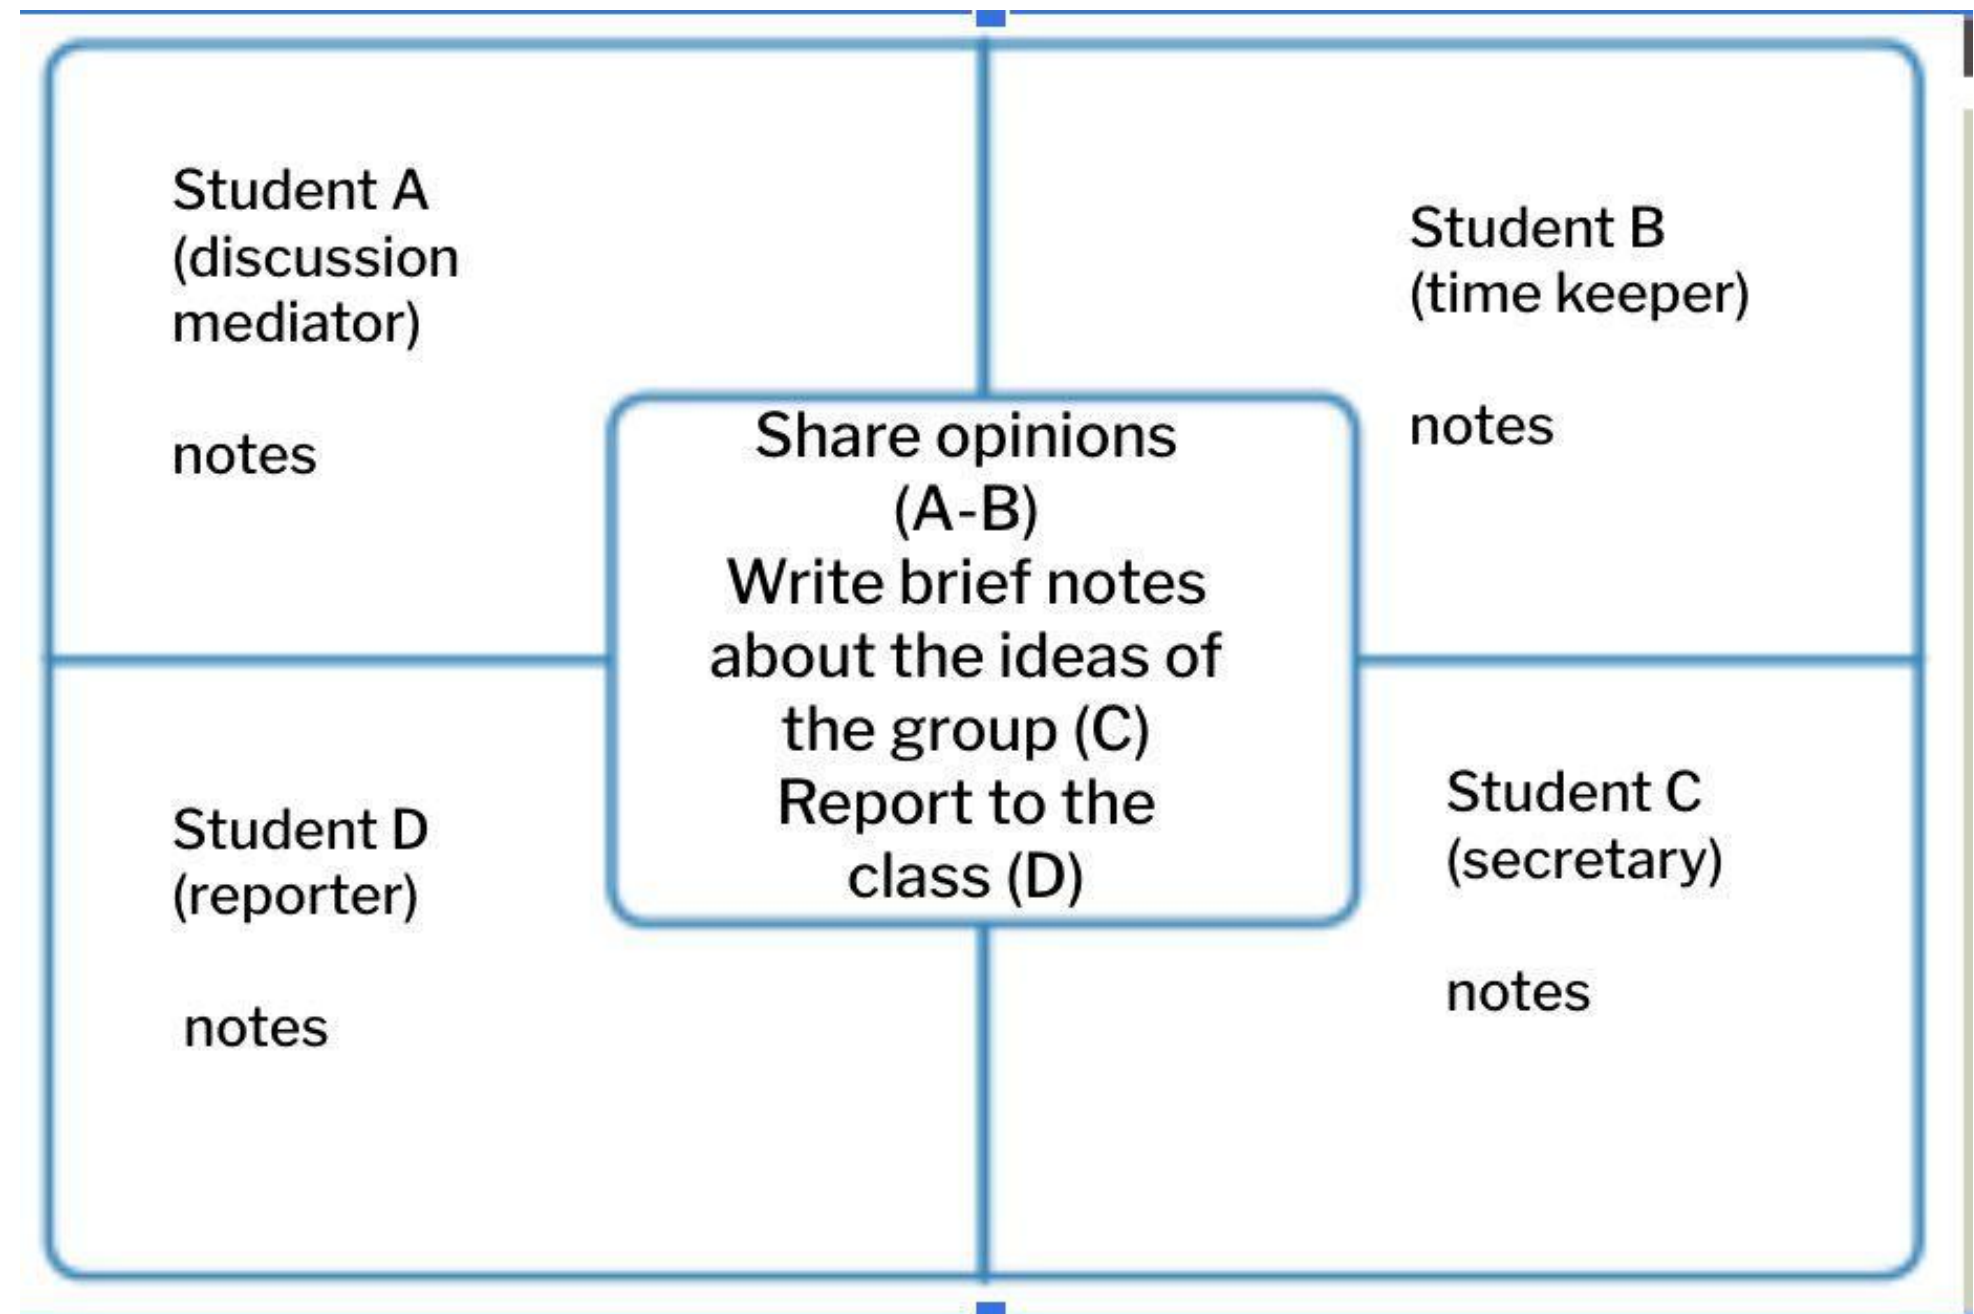 Student A
(discussion
mediator)
notes
Student B
(time keeper)
notes
Share opinions
(A-B)
Write brief notes
about the ideas of
the group (C)
Report to the
class (D)
Student D
(reporter)
notes
Student C
(secretary)
notes